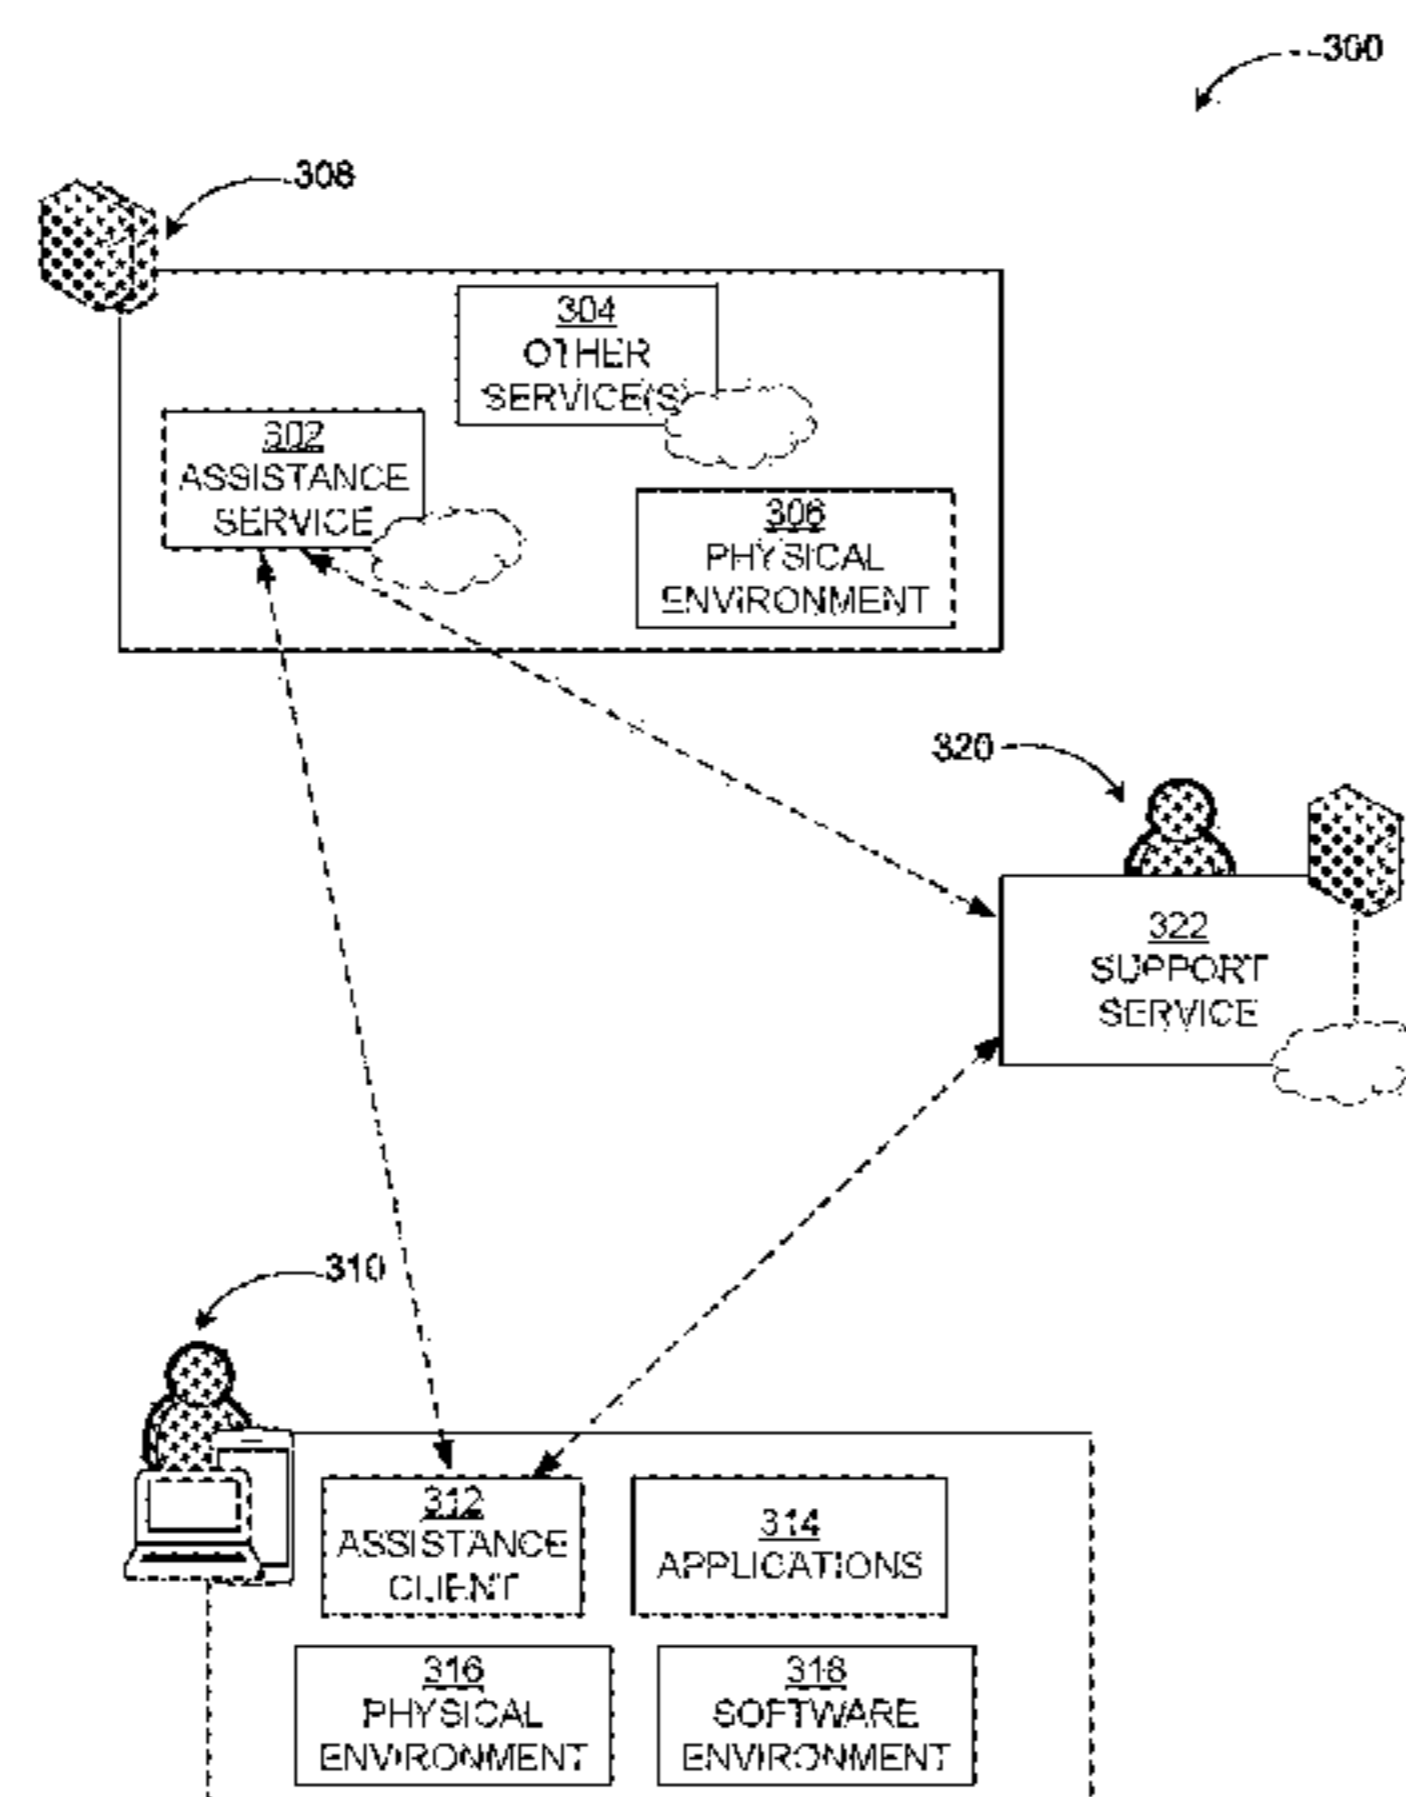 300
308
304
OTHER
SERVICE(S)
302
ASSISTANCE
SERVICE
306
PHYSICAL
ENVIRONMENT
320
322
SUPPORT
SERVICE
310
312
ASSISTANCE
CLIENT
314
APPLICATIONS
316
PHYSICAL
ENVIRONMENT
318
SOFTWARE
ENVIRONMENT